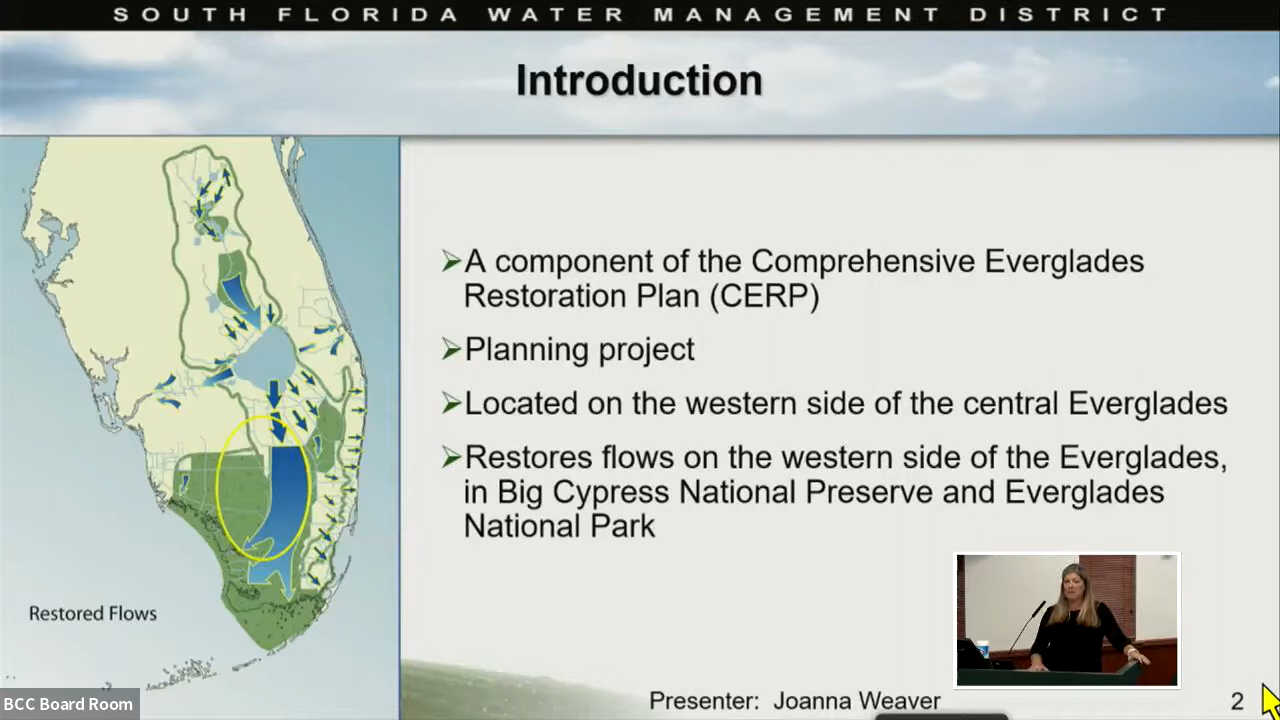 SOUTH FLORIDA WATER MANAGEMENT DISTRICT
Introduction
➢A component of the Comprehensive Everglades
Restoration Plan (CERP)
➢Planning project
➢Located on the western side of the central Everglades
➢Restores flows on the western side of the Everglades,
in Big Cypress National Preserve and Everglades
National Park
Restored Flows
Presenter: Joanna Weaver
2
BCC Board Room